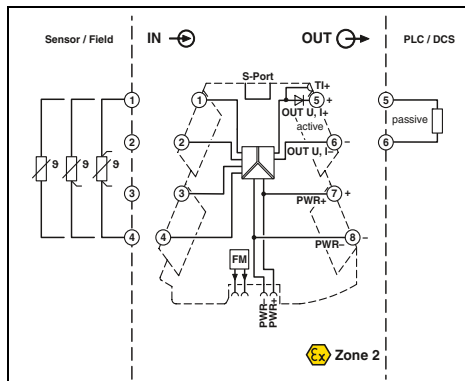 Sensor / Field
IN
OUT
PLC / DCS
S-Port
TI+
1
1
5
+
5
OUT U, I+
active
passive
2
2
6
–
6
OUT U, I–
3
3
7
+
PWR+
4
4
8
–
PWR–
ϑ
ϑ
ϑ
FM
PWR–
PWR+
Ex
Zone 2